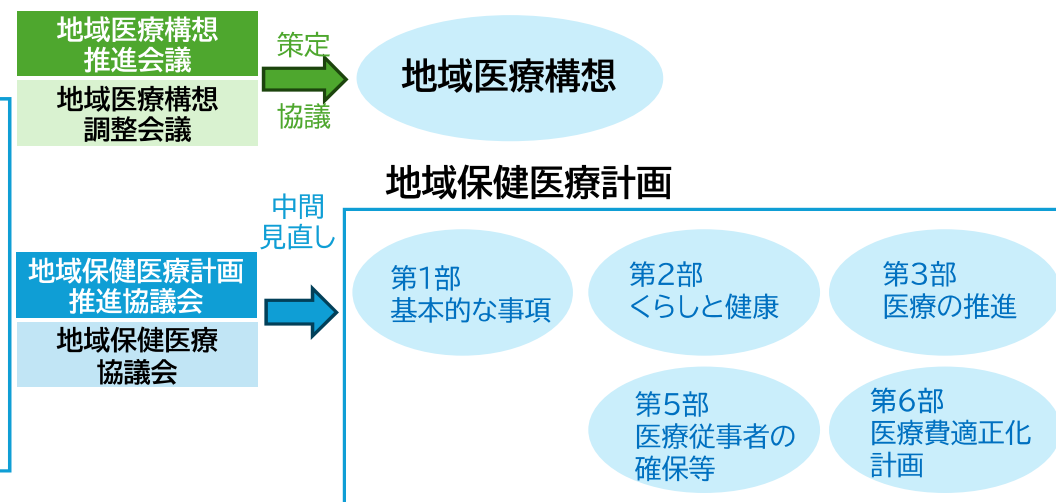 地域医療構想
推進会議
地域医療構想
調整会議
策定
協議
地域医療構想
地域保健医療計画
中間
見直し
地域保健医療計画
推進協議会
地域保健医療
協議会
第1部
基本的な事項
第2部
くらしと健康
第3部
医療の推進
第5部
医療従事者の
確保等
第6部
医療費適正化
計画